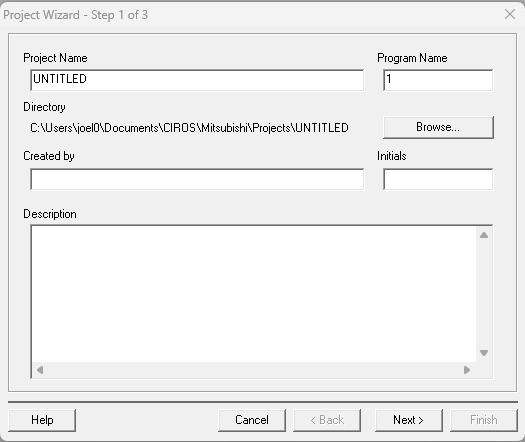 Project Wizard - Step 1 of 3
Project Name
Program Name
UNTITLED
1
Directory
C:\Users\joel0\Documents\CIROS\Mitsubishi\Projects\UNTITLED
Browse...
Created by
Initials
Description
Help
Cancel
< Back
Next >
Finish